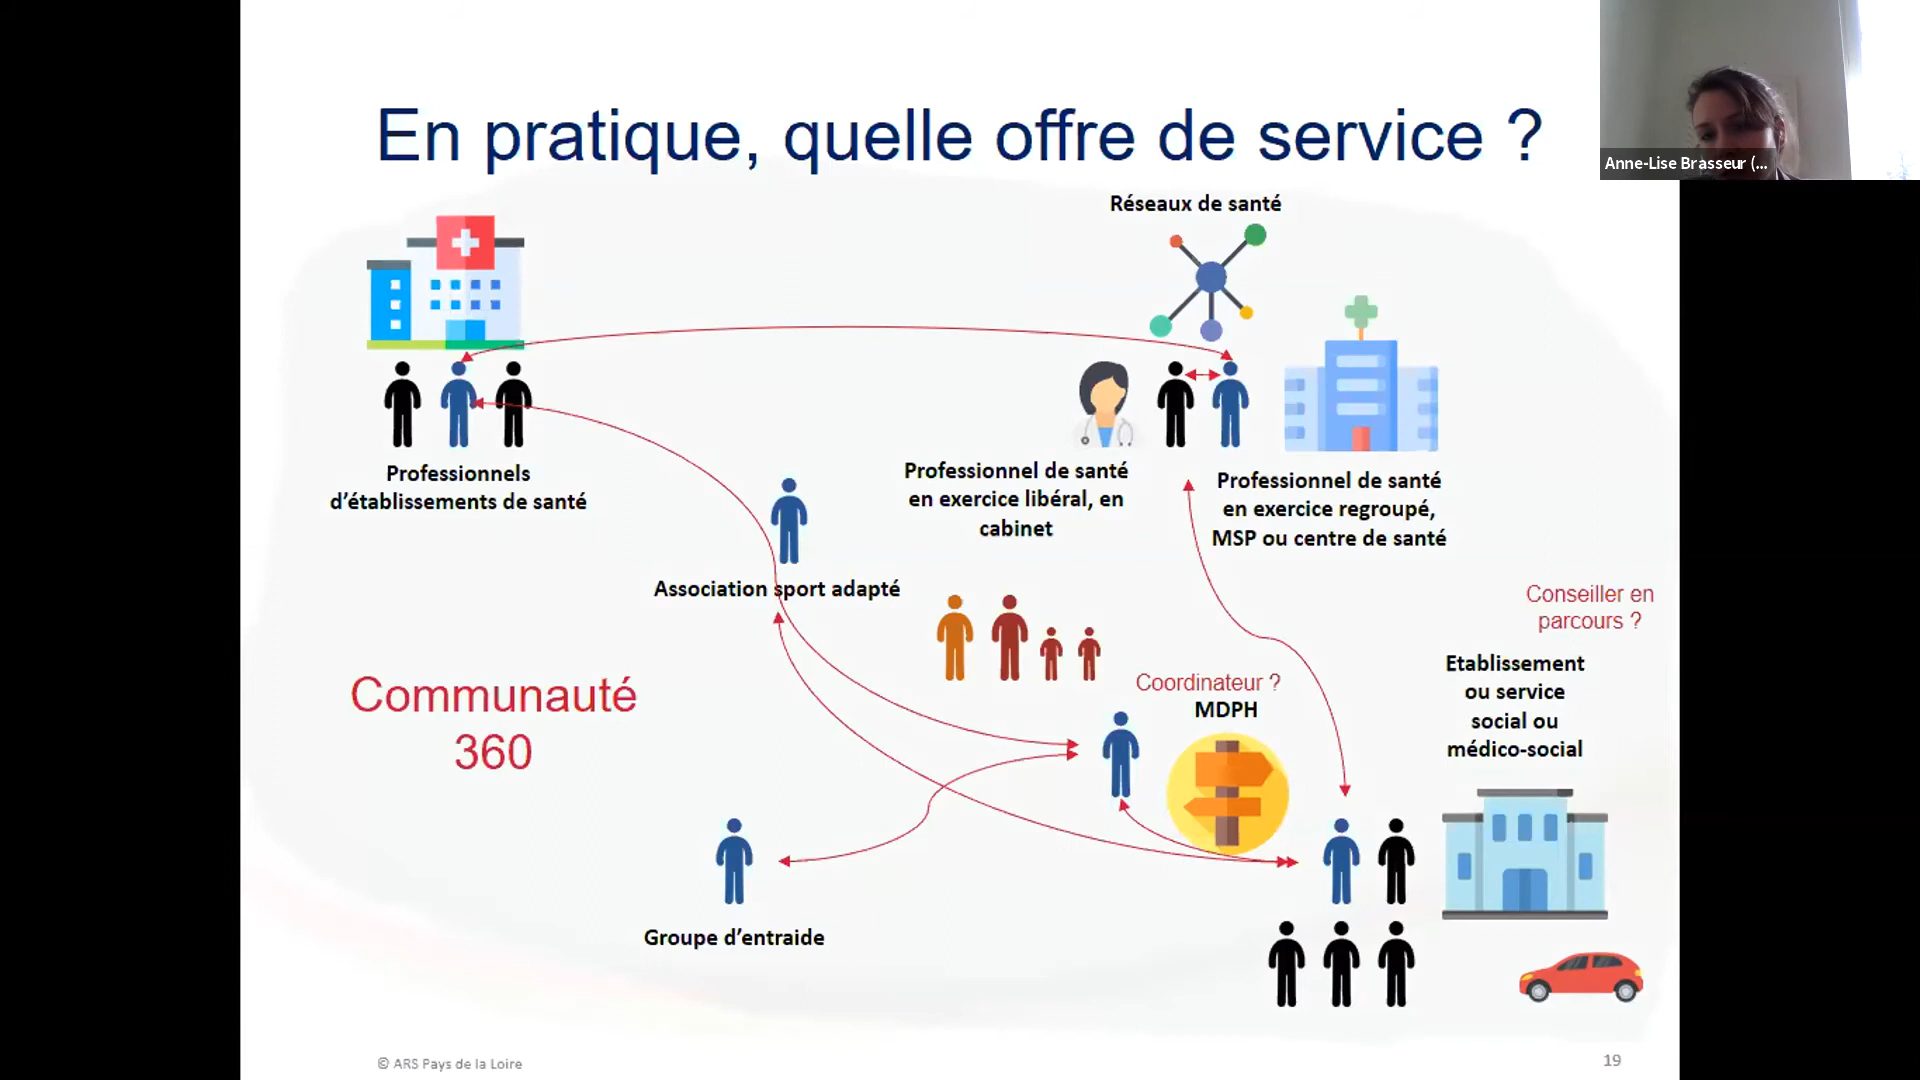 En pratique, quelle offre de service ?
Anne-Lise Brasseur (...
Réseaux de santé
Professionnels
d'établissements de santé
Professionnel de santé
en exercice libéral, en
cabinet
Professionnel de santé
en exercice regroupé,
MSP ou centre de santé
Association sport adapté
Conseiller en
parcours ?
Etablissement
ou service
social ou
médico-social
Communauté
360
Coordinateur ?
MDPH
Groupe d'entraide
© ARS Pays de la Loire
19